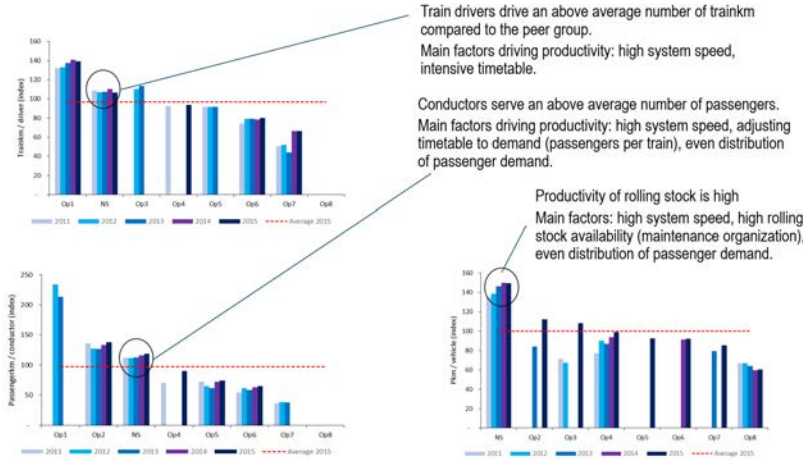 Train drivers drive an above average number of trainkm
compared to the peer group.
Main factors driving productivity: high system speed,
intensive timetable.
Trainkm / driver (index)
160
140
120
100
80
60
40
20
-
Op1 NS Op3 Op4 Op5 Op6 Op7 Op8
2011 2012 2013 2014 2015 Average 2015
Conductors serve an above average number of passengers.
Main factors driving productivity: high system speed, adjusting
timetable to demand (passengers per train), even distribution
of passenger demand.
Passengerkm / conductor (index)
250
200
150
100
50
-
Op1 Op2 NS Op4 Op5 Op6 Op7 Op8
2011 2012 2013 2014 2015 Average 2015
Productivity of rolling stock is high
Main factors: high system speed, high rolling
stock availability (maintenance organization),
even distribution of passenger demand.
Pkm / vehicle (index)
160
140
120
100
80
60
40
20
-
NS Op2 Op3 Op4 Op5 Op6 Op7 Op8
2011 2012 2013 2014 2015 Average 2015